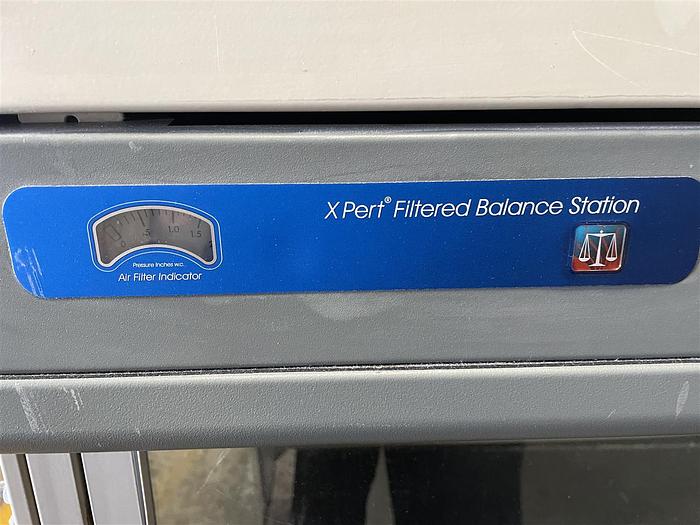 XPert® Filtered Balance Station
0 .5 1.0 1.5
Pressure Inches w.c.
Air Filter Indicator